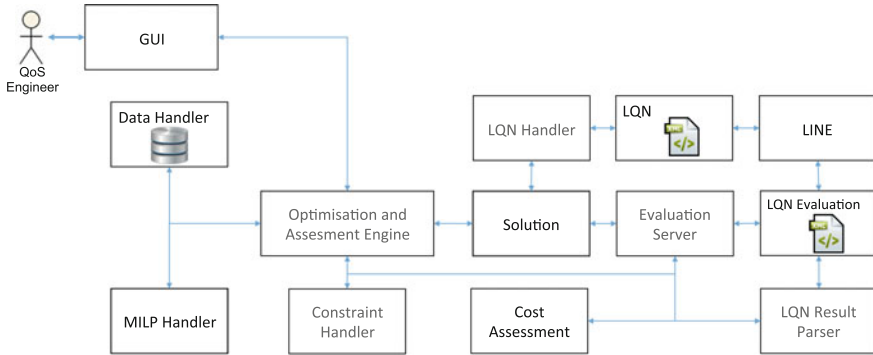 GUI
QoS
Engineer
Data Handler
LQN Handler
LQN
LINE
Optimisation and
Assesment Engine
Solution
Evaluation
Server
LQN Evaluation
MILP Handler
Constraint
Handler
Cost
Assessment
LQN Result
Parser